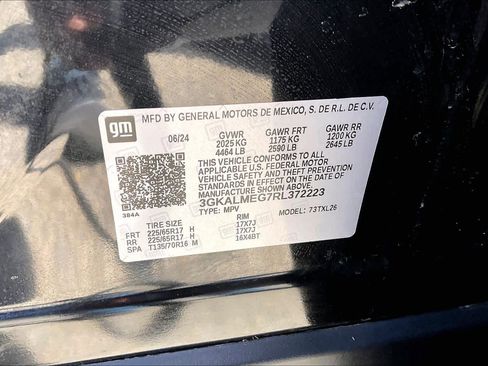 gm
MFD BY GENERAL MOTORS DE MEXICO, S. DE R.L. DE C.V.
06/24 GVWR GAWR FRT GAWR RR
2025 KG 1175 KG 1200 KG
4464 LB 2590 LB 2645 LB
THIS VEHICLE CONFORMS TO ALL
APPLICABLE U.S. FEDERAL MOTOR
VEHICLE SAFETY AND THEFT PREVENTION
STANDARDS IN EFFECT ON THE DATE OF
MANUFACTURE SHOWN ABOVE.
3GKALMEG7RL372223
TYPE: MPV MODEL: 73TXL26
384A
TIRE SIZE RIM
FRT 225/65R17 H 17X7J
RR 225/65R17 H 17X7J
SPA T135/70R16 M 16X4BT